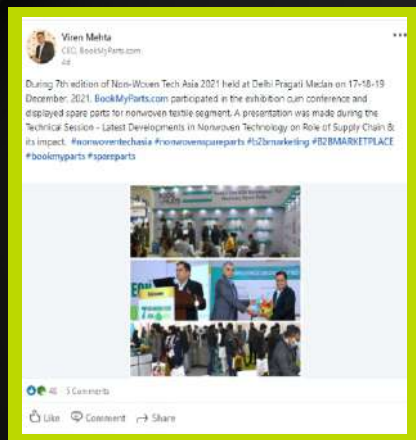 Viren Mehta
CEO, BookMyParts.com
4d
During 7th edition of Non-Woven Tech Asia 2021 held at Delhi Pragati Medan on 17-18-19
December, 2021, BookMyParts.com participated in the exhibition cum conference and
displayed spare parts for nonwoven textile segment. A presentation was made during the
Technical Session - Latest Developments in Nonwoven Technology on Role of Supply Chain &
its impact. #nonwoventechasia #nonwovenspareparts #b2bmarketing #B2BMARKETPLACE
#bookmyparts #spareparts
5 Comments
Like Comment Share